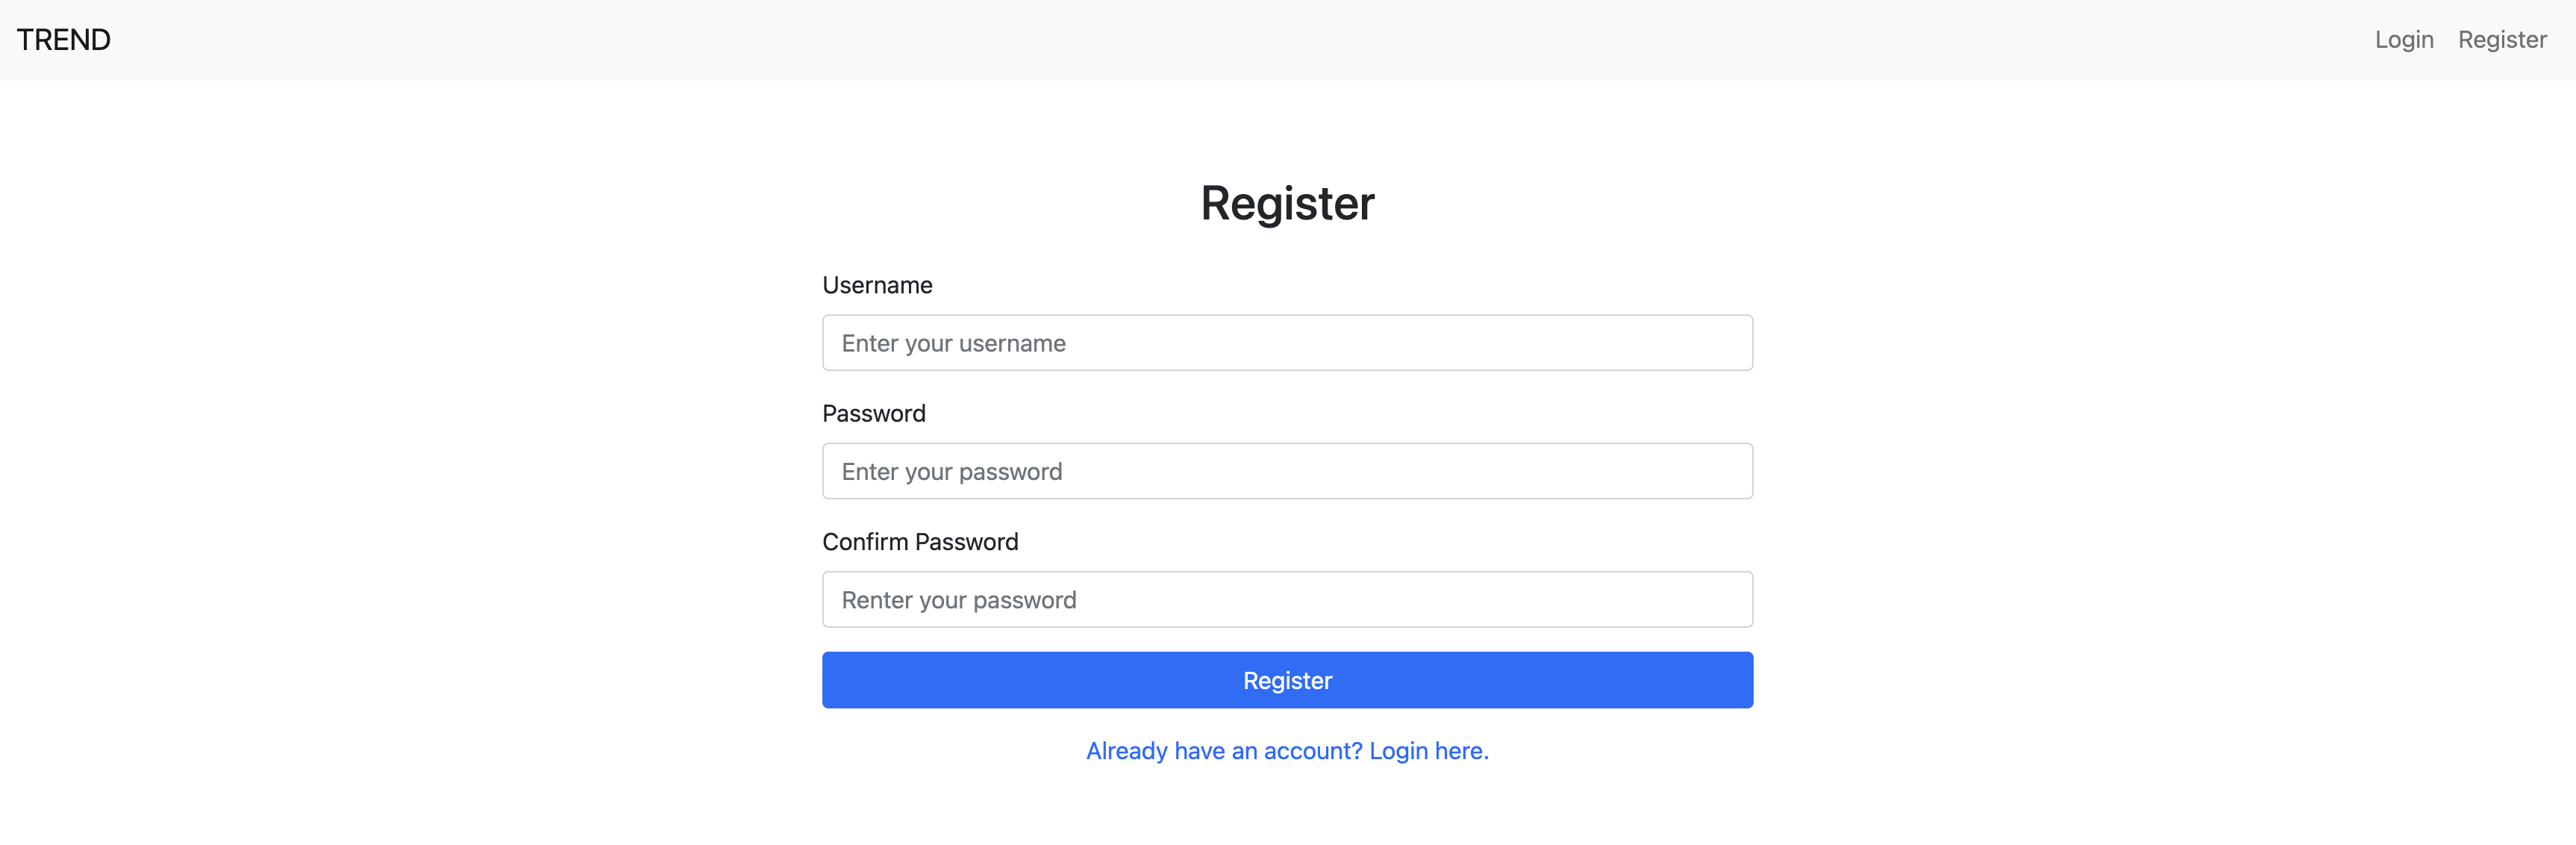 TREND
Login Register
Register
Username
Enter your username
Password
Enter your password
Confirm Password
Renter your password
Register
Already have an account? Login here.